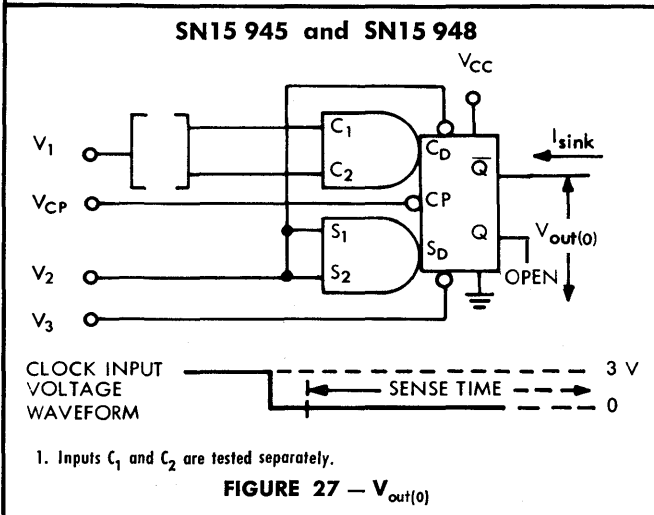 SN15 945 and SN15 948
VCC
V1
C1
C2
CD
Q̅
Isink
VCP
CP
S1
S2
SD
Q
Vout(0)
OPEN
V2
V3
CLOCK INPUT
VOLTAGE
WAVEFORM
3 V
SENSE TIME
0
1. Inputs C1 and C2 are tested separately.
FIGURE 27 — Vout(0)